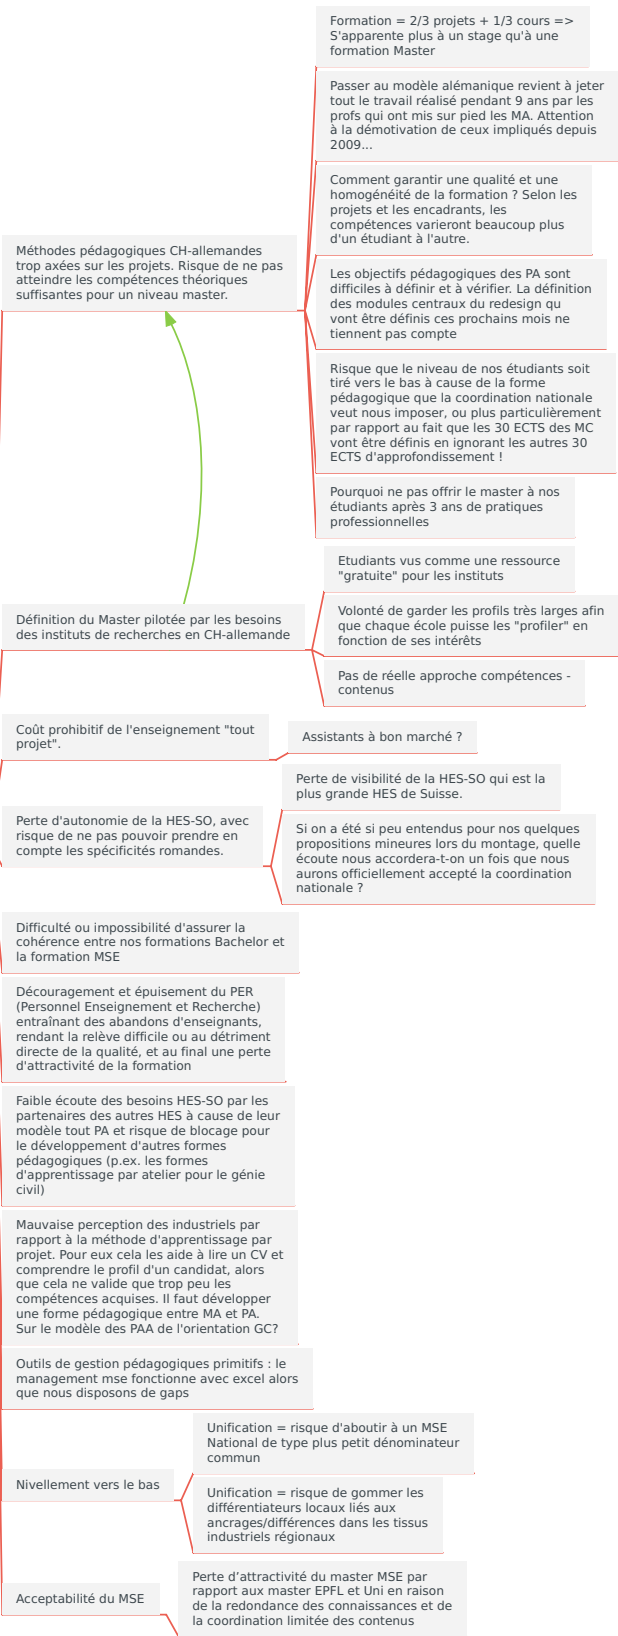 Formation = 2/3 projets + 1/3 cours =>
S'apparente plus à un stage qu'à une
formation Master
Passer au modèle alémanique revient à jeter
tout le travail réalisé pendant 9 ans par les
profs qui ont mis sur pied les MA. Attention
à la démotivation de ceux impliqués depuis
2009...
Comment garantir une qualité et une
homogénéité de la formation ? Selon les
projets et les encadrants, les
compétences varieront beaucoup plus
d'un étudiant à l'autre.
Méthodes pédagogiques CH-allemandes
trop axées sur les projets. Risque de ne pas
atteindre les compétences théoriques
suffisantes pour un niveau master.
Les objectifs pédagogiques des PA sont
difficiles à définir et à vérifier. La définition
des modules centraux du redesign qu
vont être définis ces prochains mois ne
tiennent pas compte
Risque que le niveau de nos étudiants soit
tiré vers le bas à cause de la forme
pédagogique que la coordination nationale
veut nous imposer, ou plus particulièrement
par rapport au fait que les 30 ECTS des MC
vont être définis en ignorant les autres 30
ECTS d'approfondissement !
Pourquoi ne pas offrir le master à nos
étudiants après 3 ans de pratiques
professionnelles
Définition du Master pilotée par les besoins
des instituts de recherches en CH-allemande
Etudiants vus comme une ressource
"gratuite" pour les instituts
Volonté de garder les profils très larges afin
que chaque école puisse les "profiler" en
fonction de ses intérêts
Pas de réelle approche compétences -
contenus
Coût prohibitif de l'enseignement "tout
projet".
Assistants à bon marché ?
Perte d'autonomie de la HES-SO, avec
risque de ne pas pouvoir prendre en
compte les spécificités romandes.
Perte de visibilité de la HES-SO qui est la
plus grande HES de Suisse.
Si on a été si peu entendus pour nos quelques
propositions mineures lors du montage, quelle
écoute nous accordera-t-on un fois que nous
aurons officiellement accepté la coordination
nationale ?
Difficulté ou impossibilité d'assurer la
cohérence entre nos formations Bachelor et
la formation MSE
Découragement et épuisement du PER
(Personnel Enseignement et Recherche)
entraînant des abandons d'enseignants,
rendant la relève difficile ou au détriment
directe de la qualité, et au final une perte
d'attractivité de la formation
Faible écoute des besoins HES-SO par les
partenaires des autres HES à cause de leur
modèle tout PA et risque de blocage pour
le développement d'autres formes
pédagogiques (p.ex. les formes
d'apprentissage par atelier pour le génie
civil)
Mauvaise perception des industriels par
rapport à la méthode d'apprentissage par
projet. Pour eux cela les aide à lire un CV et
comprendre le profil d'un candidat, alors
que cela ne valide que trop peu les
compétences acquises. Il faut développer
une forme pédagogique entre MA et PA.
Sur le modèle des PAA de l'orientation GC?
Outils de gestion pédagogiques primitifs : le
management mse fonctionne avec excel alors
que nous disposons de gaps
Nivellement vers le bas
Unification = risque d'aboutir à un MSE
National de type plus petit dénominateur
commun
Unification = risque de gommer les
différentiateurs locaux liés aux
ancrages/différences dans les tissus
industriels régionaux
Acceptabilité du MSE
Perte d’attractivité du master MSE par
rapport aux master EPFL et Uni en raison
de la redondance des connaissances et de
la coordination limitée des contenus